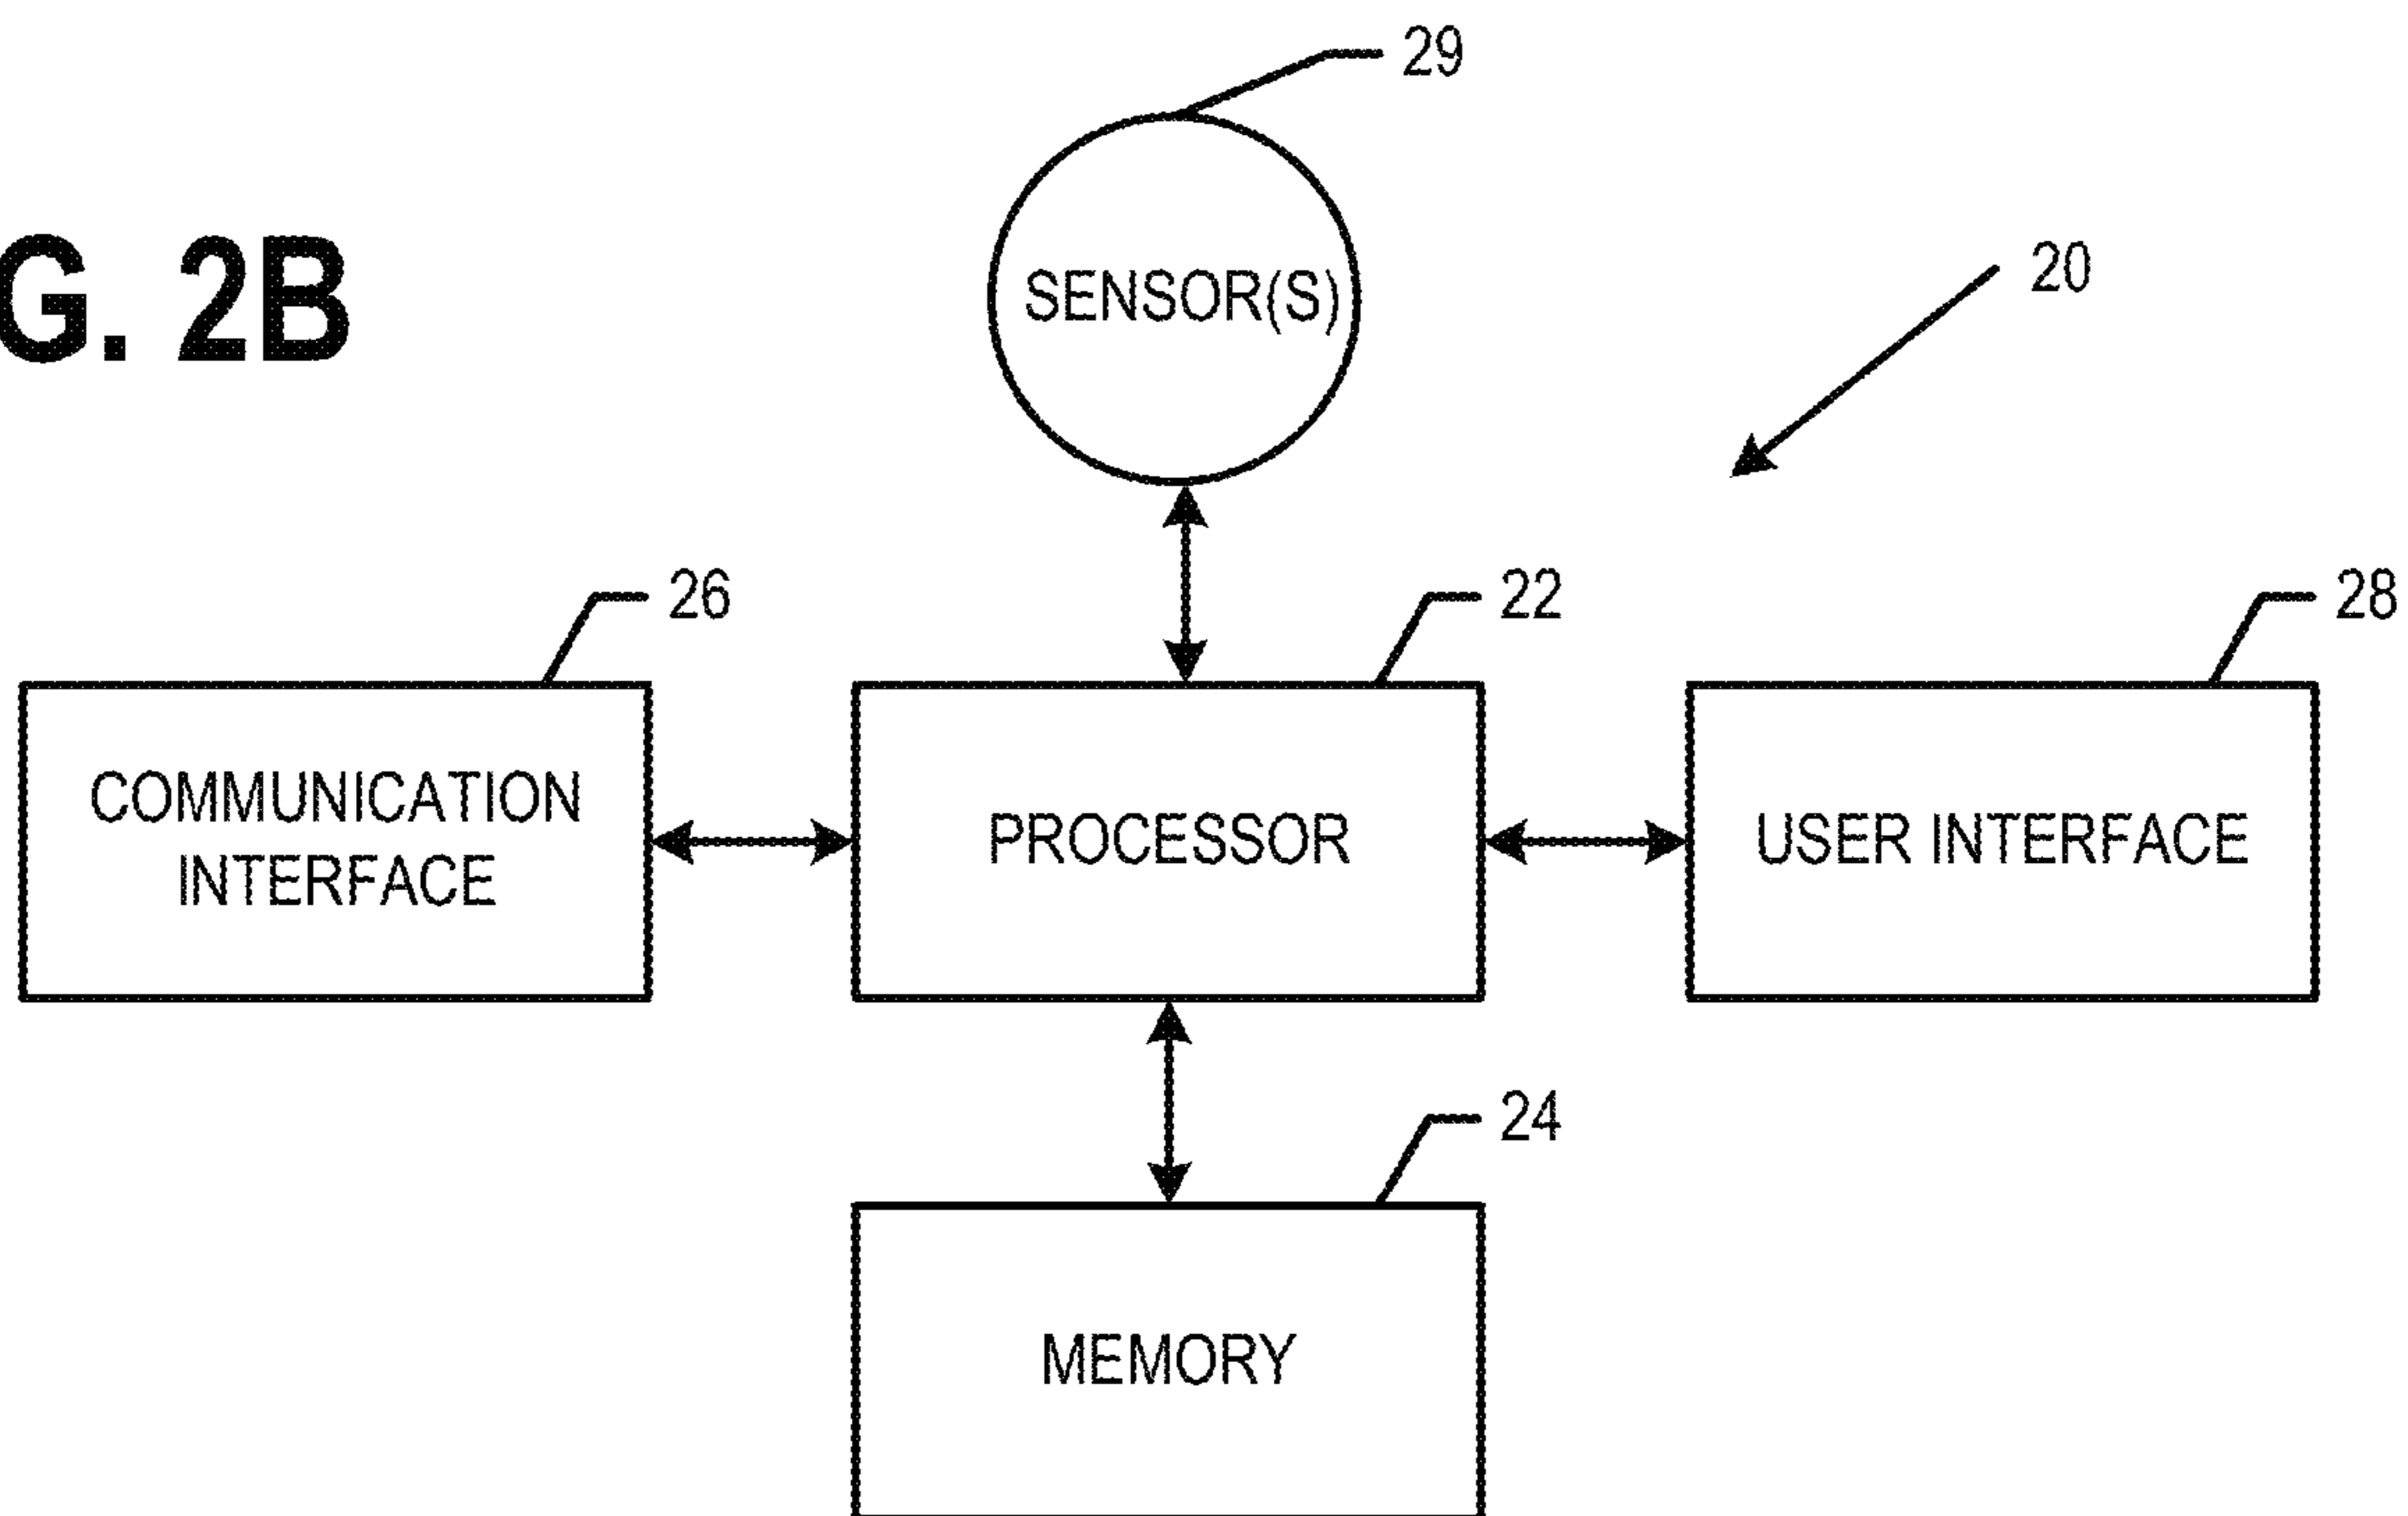 29
G. 2B
SENSOR(S)
20
26
22
28
COMMUNICATION
INTERFACE
PROCESSOR
USER INTERFACE
24
MEMORY